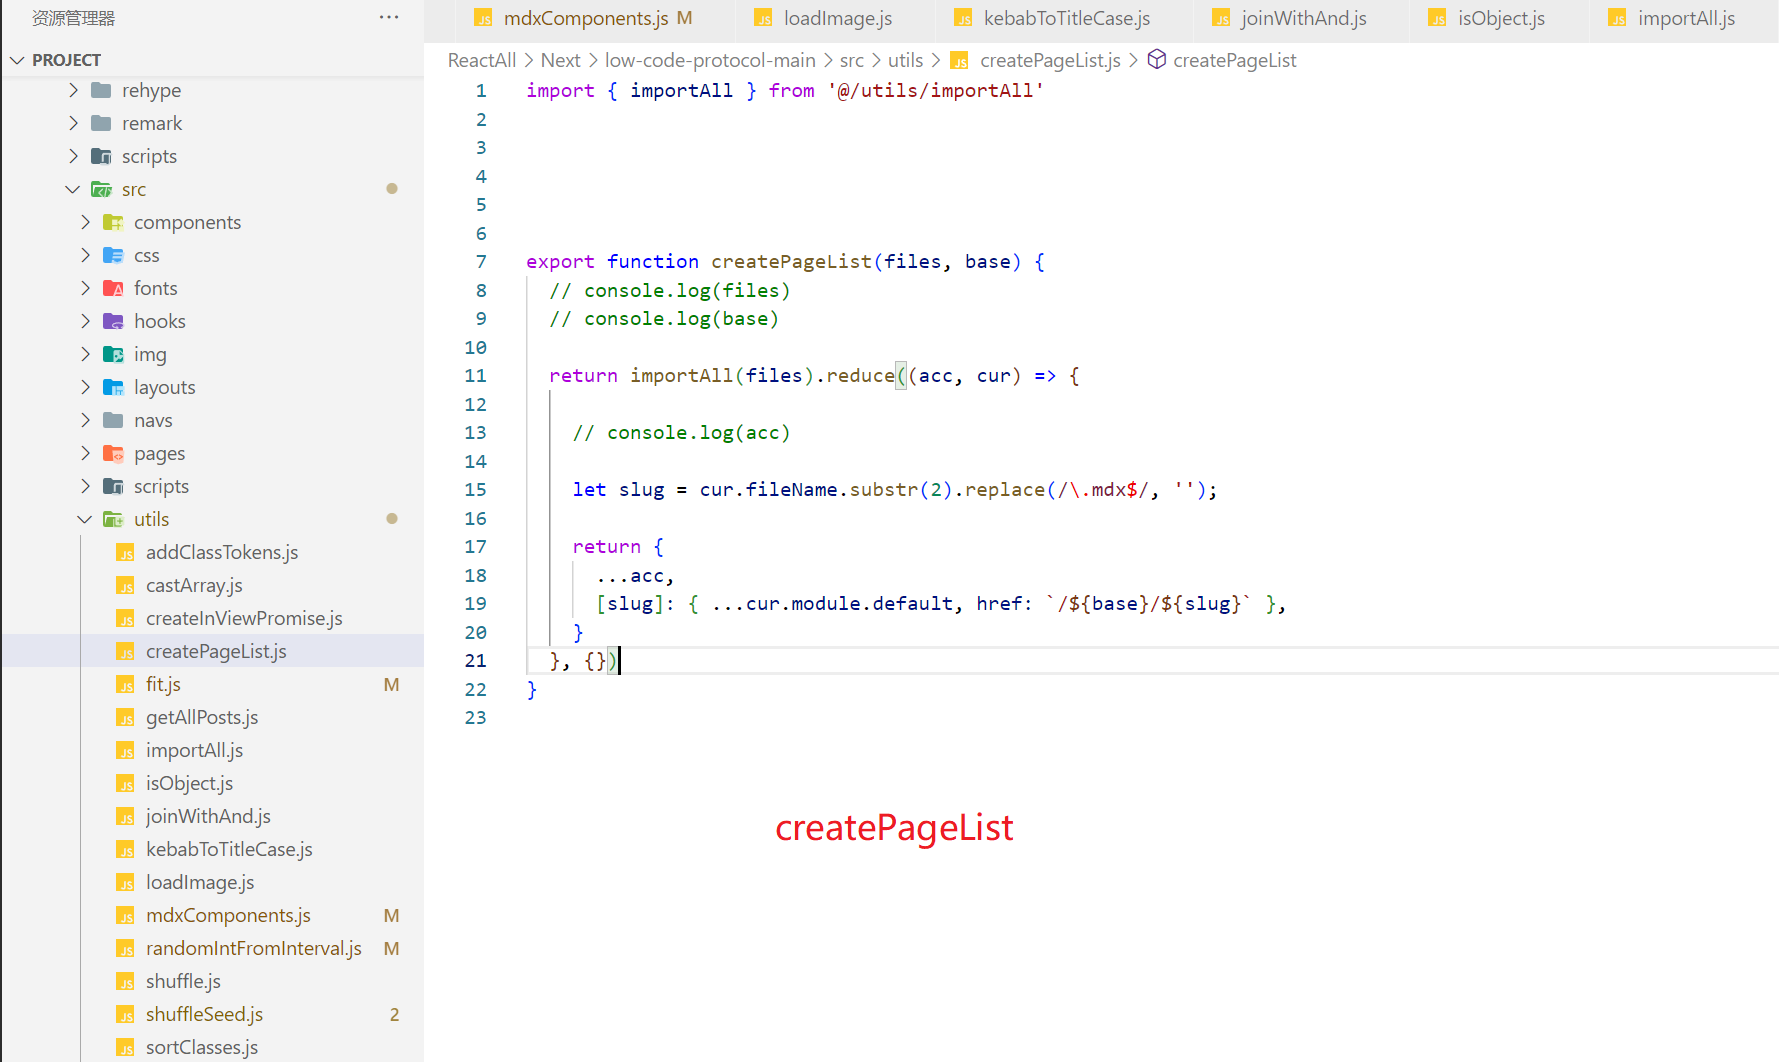 资源管理器 ···
PROJECT
rehype
remark
scripts
src
components
css
fonts
hooks
img
layouts
navs
pages
scripts
utils
addClassTokens.js
castArray.js
createInViewPromise.js
createPageList.js
fit.js M
getAllPosts.js
importAll.js
isObject.js
joinWithAnd.js
kebabToTitleCase.js
loadImage.js
mdxComponents.js M
randomIntFromInterval.js M
shuffle.js
shuffleSeed.js 2
sortClasses.js
mdxComponents.js M loadImage.js kebabToTitleCase.js joinWithAnd.js isObject.js importAll.js
ReactAll > Next > low-code-protocol-main > src > utils > createPageList.js > createPageList
1 import { importAll } from '@/utils/importAll'
2
3
4
5
6
7 export function createPageList(files, base) {
8 // console.log(files)
9 // console.log(base)
10
11 return importAll(files).reduce((acc, cur) => {
12
13 // console.log(acc)
14
15 let slug = cur.fileName.substr(2).replace(/\.mdx$/, '');
16
17 return {
18 ...acc,
19 [slug]: { ...cur.module.default, href: `/${base}/${slug}` },
20 }
21 }, {})
22 }
23
createPageList